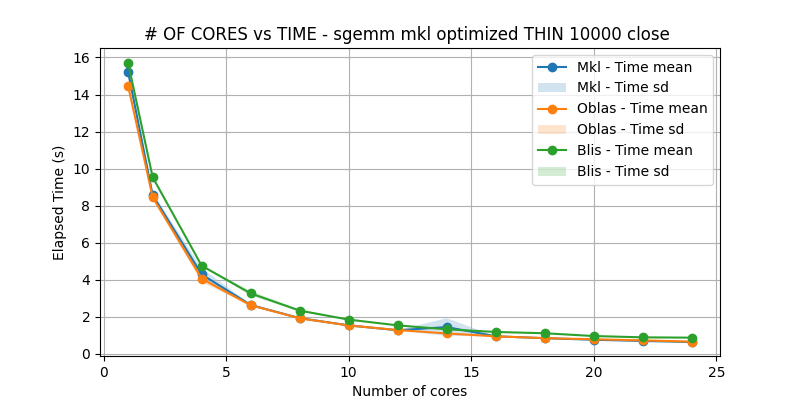 # OF CORES vs TIME - sgemm mkl optimized THIN 10000 close
Elapsed Time (s)
16
14
12
10
8
6
4
2
0
Mkl - Time mean
Mkl - Time sd
Oblas - Time mean
Oblas - Time sd
Blis - Time mean
Blis - Time sd
0 5 10 15 20 25
Number of cores